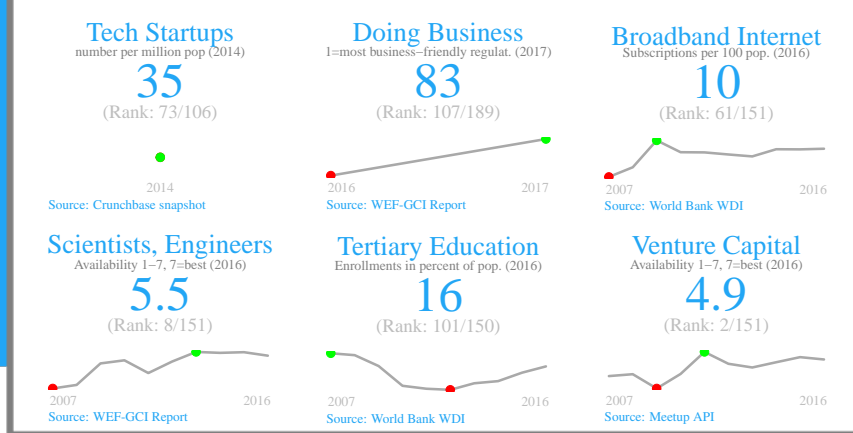 Tech Startups
number per million pop (2014)
35
(Rank: 73/106)
2014
Source: Crunchbase snapshot
Doing Business
1=most business−friendly regulat. (2017)
83
(Rank: 107/189)
2016 2017
Source: WEF-GCI Report
Broadband Internet
Subscriptions per 100 pop. (2016)
10
(Rank: 61/151)
2007 2016
Source: World Bank WDI
Scientists, Engineers
Availability 1−7, 7=best (2016)
5.5
(Rank: 8/151)
2007 2016
Source: WEF-GCI Report
Tertiary Education
Enrollments in percent of pop. (2016)
16
(Rank: 101/150)
2007 2016
Source: World Bank WDI
Venture Capital
Availability 1−7, 7=best (2016)
4.9
(Rank: 2/151)
2007 2016
Source: Meetup API